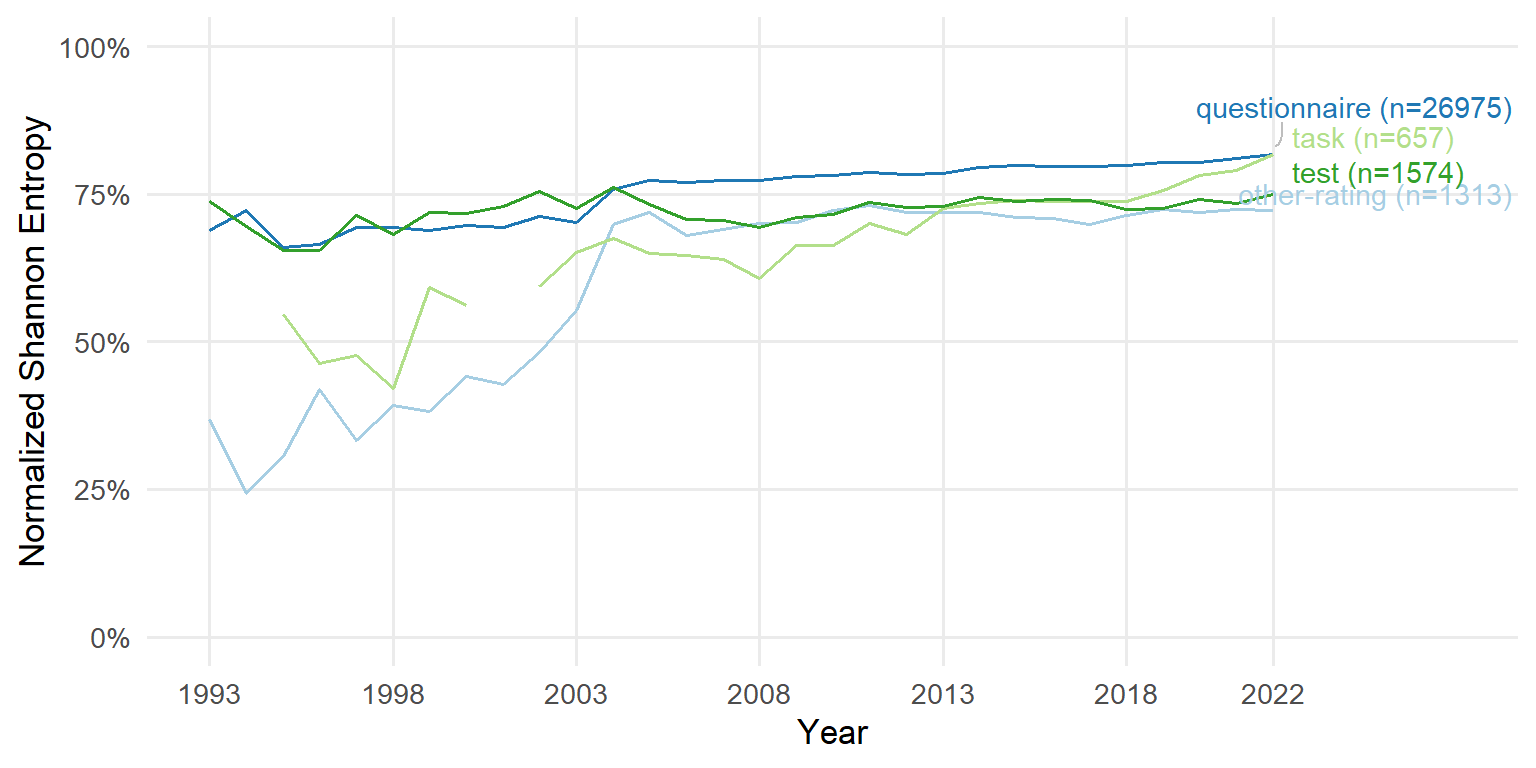 100%
75%
50%
25%
0%
Normalized Shannon Entropy
questionnaire (n=26975)
task (n=657)
test (n=1574)
other-rating (n=1313)
1993
1998
2003
2008
2013
2018
2022
Year